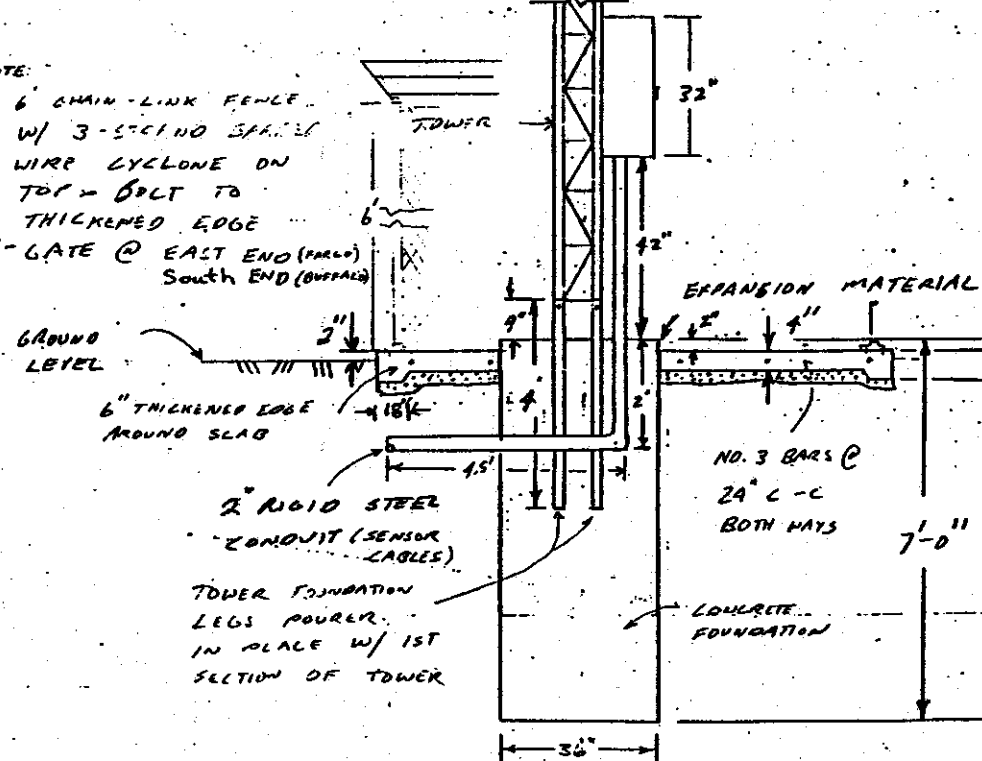 TE:
6' CHAIN-LINK FENCE
W/ 3-
WIRE CYCLONE ON
TOP - BOLT TO
THICKENED EDGE
- GATE @ EAST END (FARGO)
South END (BUFFALO)
TOWER
32"
6'
42"
EXPANSION MATERIAL
GROUND
LEVEL
2"
9"
2"
4"
6" THICKENED EDGE
AROUND SLAB
18"
4'
2'
4.5'
2" RIGID STEEL
CONDUIT (SENSOR
CABLES)
NO. 3 BARS @
24" C-C
BOTH WAYS
7'-0"
TOWER FOUNDATION
LEGS POURED
IN PLACE W/ 1ST
SECTION OF TOWER
CONCRETE
FOUNDATION
36"